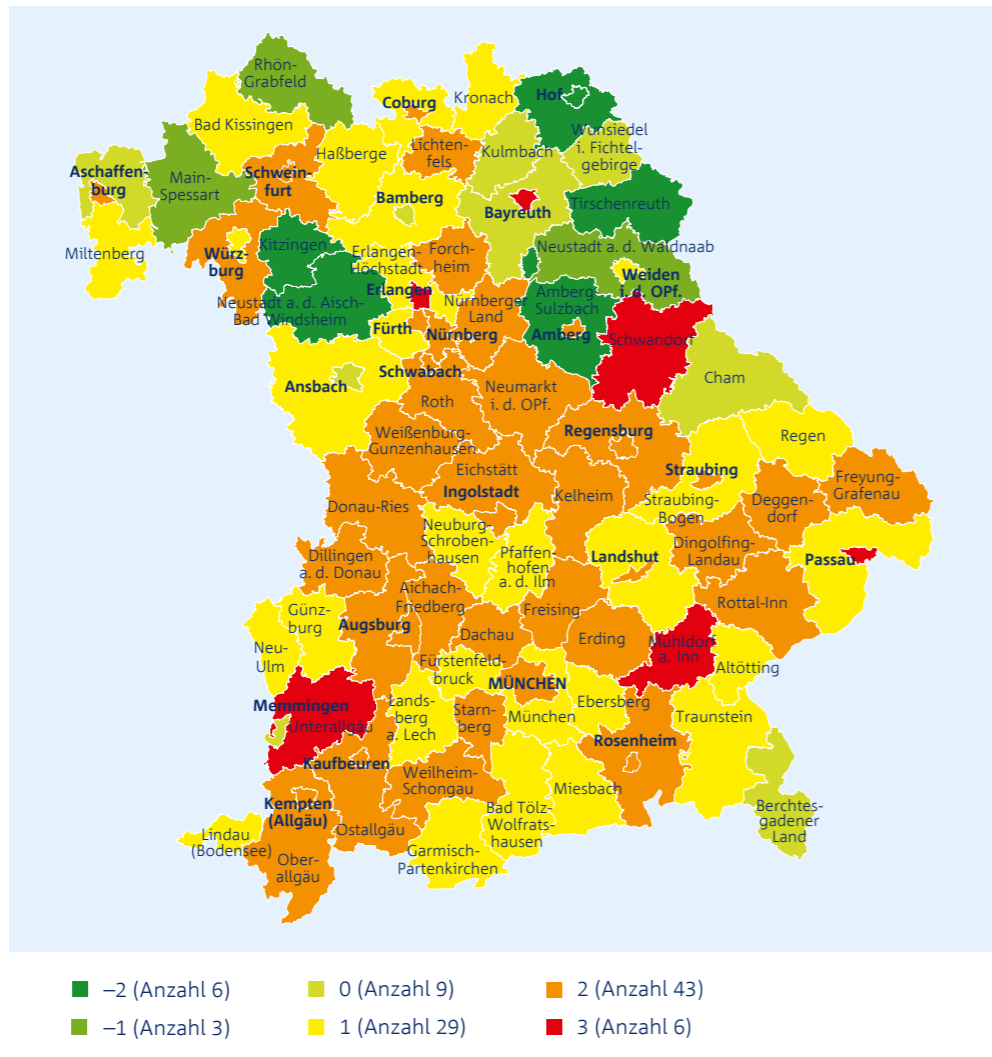 Rhön-
Grabfeld
Coburg
Kronach
Hof
Bad Kissingen
Wunsiedel
i. Fichtel-
gebirge
Lichten-
fels
Haßberge
Kulmbach
Aschaffen-
burg
Main-
Spessart
Schwein-
furt
Bamberg
Bayreuth
Tirschenreuth
Miltenberg
Würz-
burg
Kitzingen
Erlangen-
Höchstadt
Forch-
heim
Neustadt a. d. Waldnaab
Weiden
i. d. OPf.
Erlangen
Neustadt a. d. Aisch-
Bad Windsheim
Nürnberger
Land
Amberg-
Sulzbach
Fürth
Nürnberg
Amberg
Schwandorf
Schwabach
Ansbach
Cham
Roth
Neumarkt
i. d. OPf.
Weißenburg-
Gunzenhausen
Regensburg
Regen
Eichstätt
Ingolstadt
Straubing
Freyung-
Grafenau
Donau-Ries
Kelheim
Straubing-
Bogen
Deggen-
dorf
Neuburg-
Schroben-
hausen
Pfaffen-
hofen
a. d. Ilm
Landshut
Dingolfing-
Landau
Passau
Dillingen
a. d. Donau
Aichach-
Friedberg
Freising
Rottal-Inn
Günz-
burg
Augsburg
Dachau
Erding
Mühldorf
a. Inn
Neu-
Ulm
Fürstenfeld-
bruck
MÜNCHEN
Altötting
Memmingen
Unterallgäu
Lands-
berg
a. Lech
Starn-
berg
München
Ebersberg
Traunstein
Kaufbeuren
Rosenheim
Weilheim-
Schongau
Kempten
(Allgäu)
Bad Tölz-
Wolfrats-
hausen
Miesbach
Berchtes-
gadener
Land
Lindau
(Bodensee)
Ostallgäu
Ober-
allgäu
Garmisch-
Partenkirchen
–2 (Anzahl 6)
0 (Anzahl 9)
2 (Anzahl 43)
–1 (Anzahl 3)
1 (Anzahl 29)
3 (Anzahl 6)